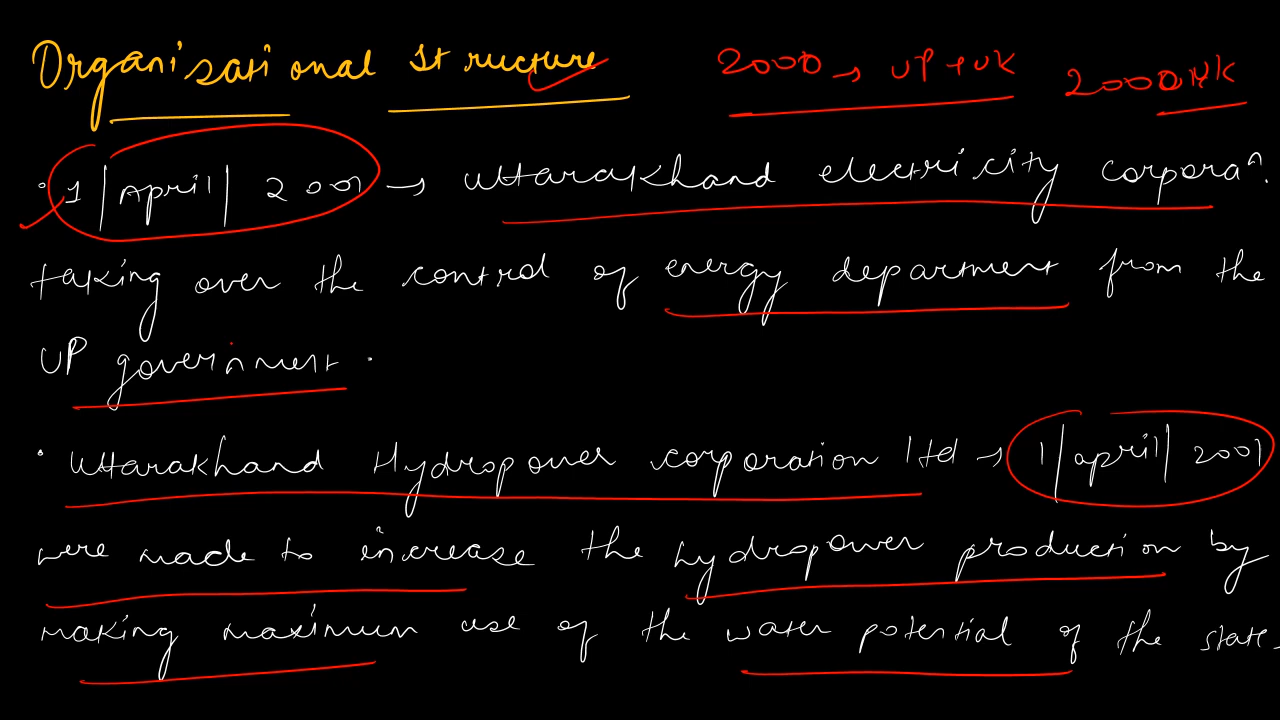 Organisational structure 2000 → UP + UK 2000 UK
• 1 | April | 2001 → Uttarakhand electricity corporaⁿ.
taking over the control of energy department from the
UP government .
• Uttarakhand Hydropower corporation ltd → 1 | april | 2001
were made to increase the hydropower production by
making maximum use of the water potential of the state